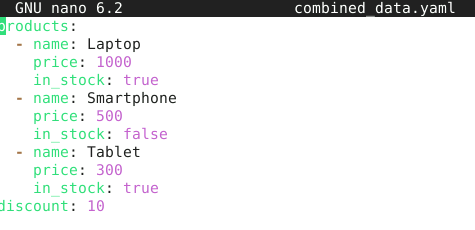 GNU nano 6.2 combined_data.yaml
products:
  - name: Laptop
    price: 1000
    in_stock: true
  - name: Smartphone
    price: 500
    in_stock: false
  - name: Tablet
    price: 300
    in_stock: true
discount: 10